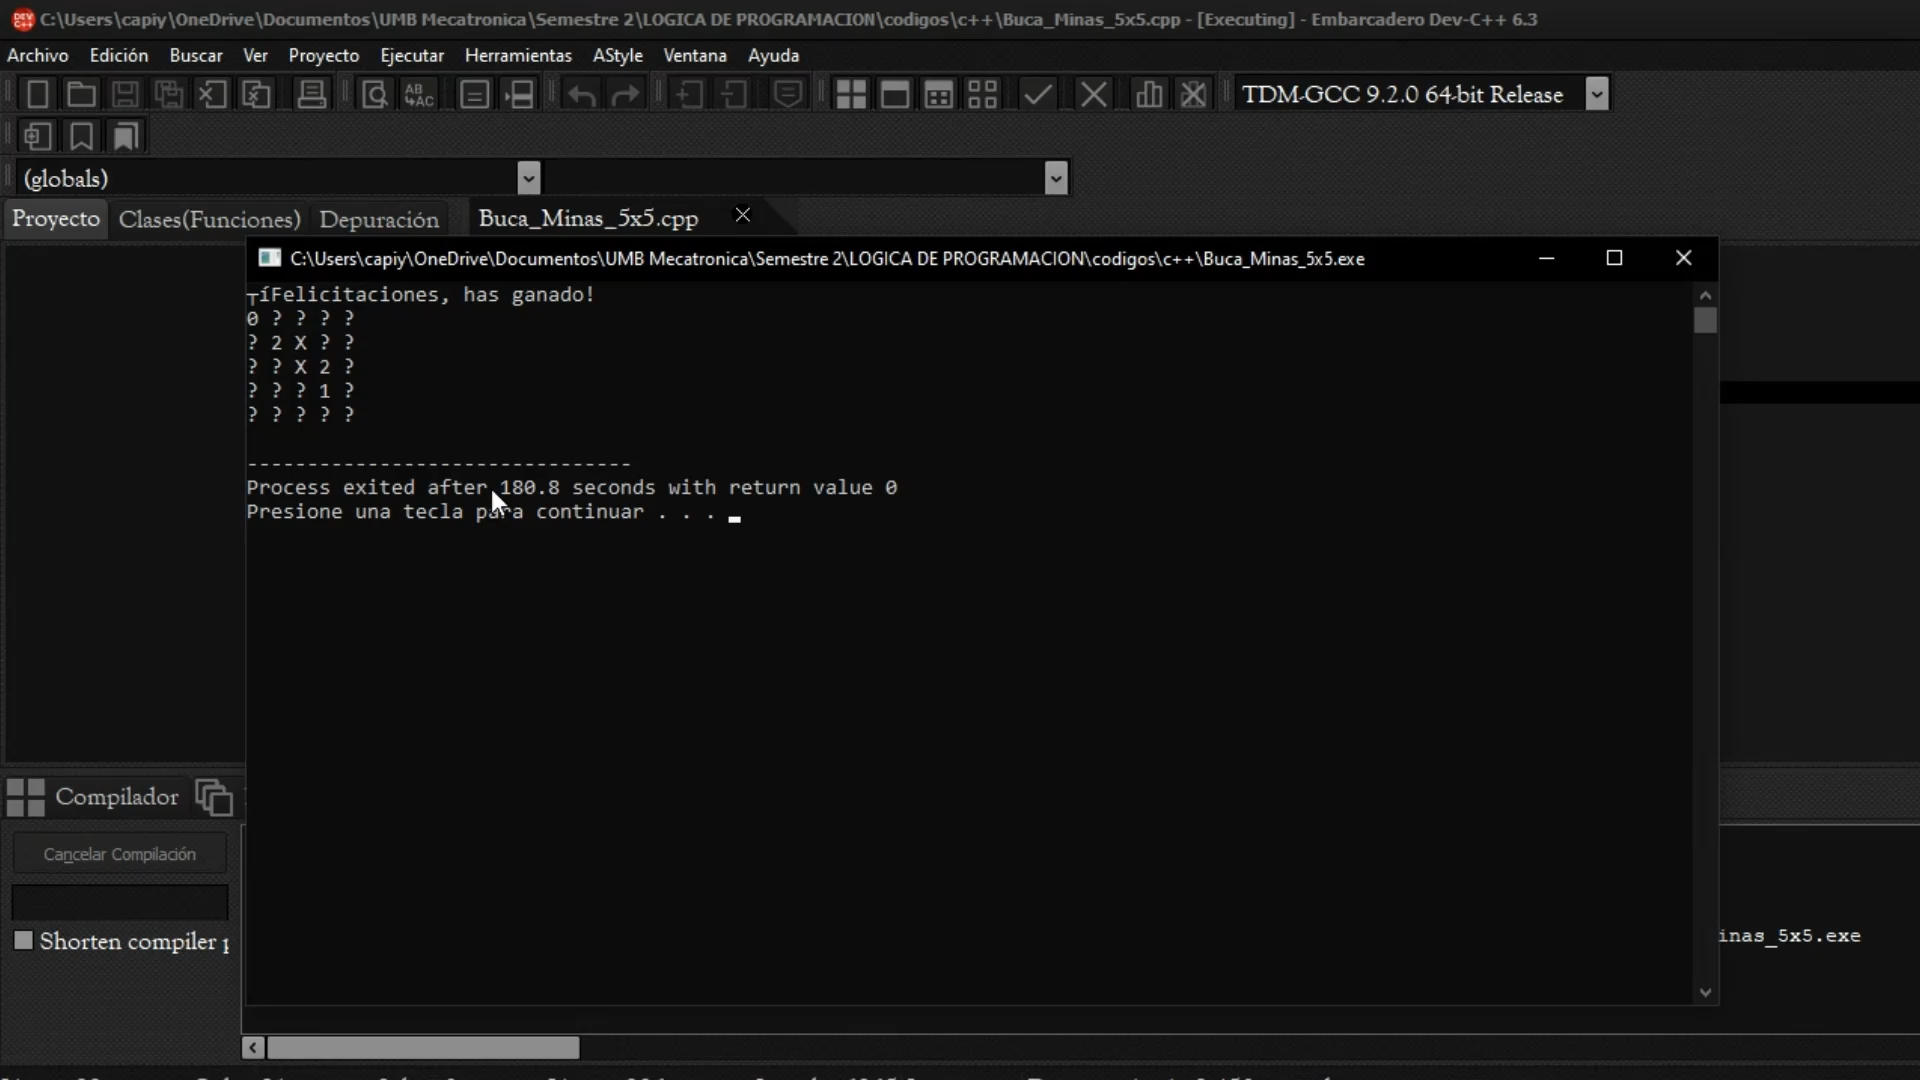 C:\Users\capiy\OneDrive\Documentos\UMB Mecatronica\Semestre 2\LOGICA DE PROGRAMACION\codigos\c++\Buca_Minas_5x5.cpp - [Executing] - Embarcadero Dev-C++ 6.3
Archivo Edición Buscar Ver Proyecto Ejecutar Herramientas AStyle Ventana Ayuda
TDM-GCC 9.2.0 64-bit Release
(globals)
Proyecto Clases(Funciones) Depuración Buca_Minas_5x5.cpp
C:\Users\capiy\OneDrive\Documentos\UMB Mecatronica\Semestre 2\LOGICA DE PROGRAMACION\codigos\c++\Buca_Minas_5x5.exe
┬íFelicitaciones, has ganado!
0 ? ? ? ?
? 2 X ? ?
? ? X 2 ?
? ? ? 1 ?
? ? ? ? ?
--------------------------------
Process exited after 180.8 seconds with return value 0
Presione una tecla para continuar . . .
Compilador
Cancelar Compilación
Shorten compiler p
inas_5x5.exe